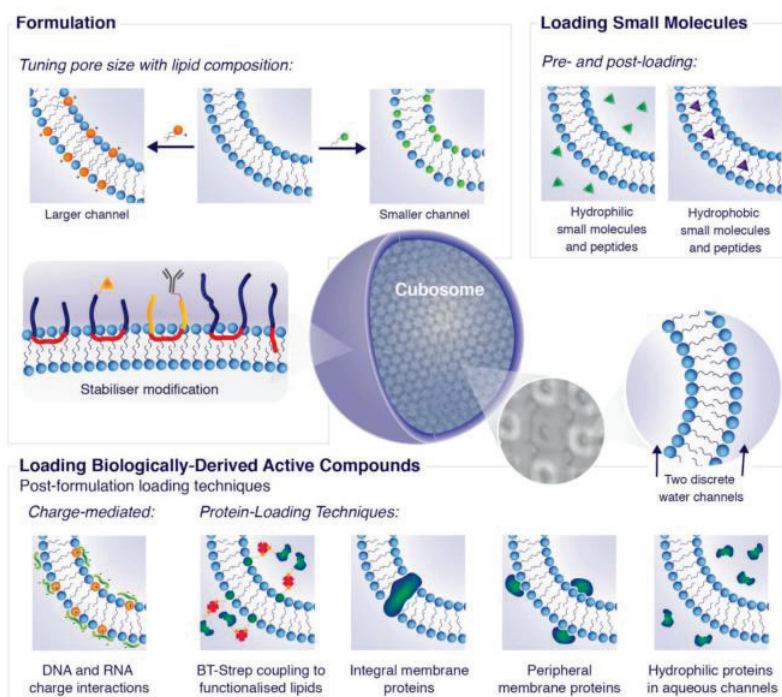 Formulation
Tuning pore size with lipid composition:
Larger channel
Smaller channel
Stabiliser modification
Loading Small Molecules
Pre- and post-loading:
Hydrophilic
small molecules
and peptides
Hydrophobic
small molecules
and peptides
Cubosome
Two discrete
water channels
Loading Biologically-Derived Active Compounds
Post-formulation loading techniques
Charge-mediated:
DNA and RNA
charge interactions
Protein-Loading Techniques:
BT-Strep coupling to
functionalised lipids
Integral membrane
proteins
Peripheral
membrane proteins
Hydrophilic proteins
in aqueous channels